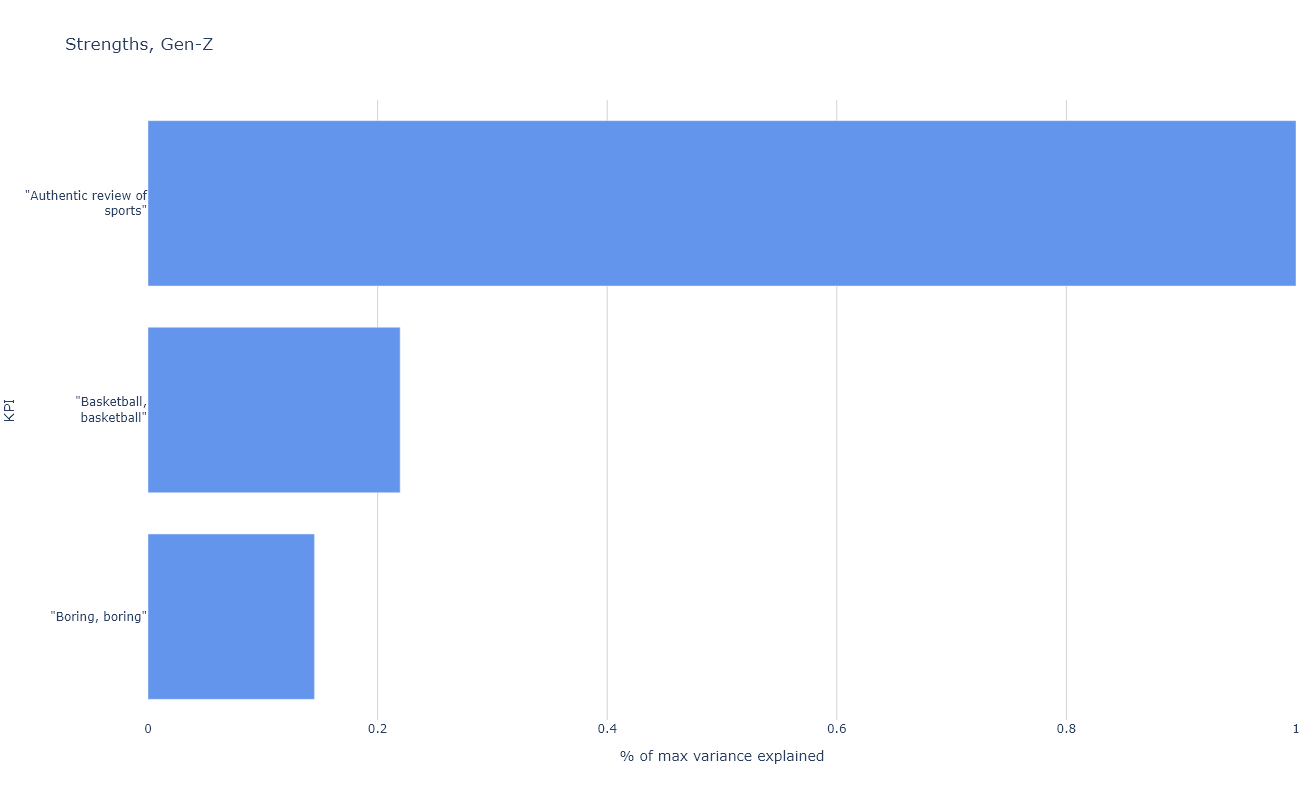 Strengths, Gen-Z
"Authentic review of
sports"
"Basketball,
basketball"
KPI
"Boring, boring"
0
0.2
0.4
0.6
0.8
1
% of max variance explained